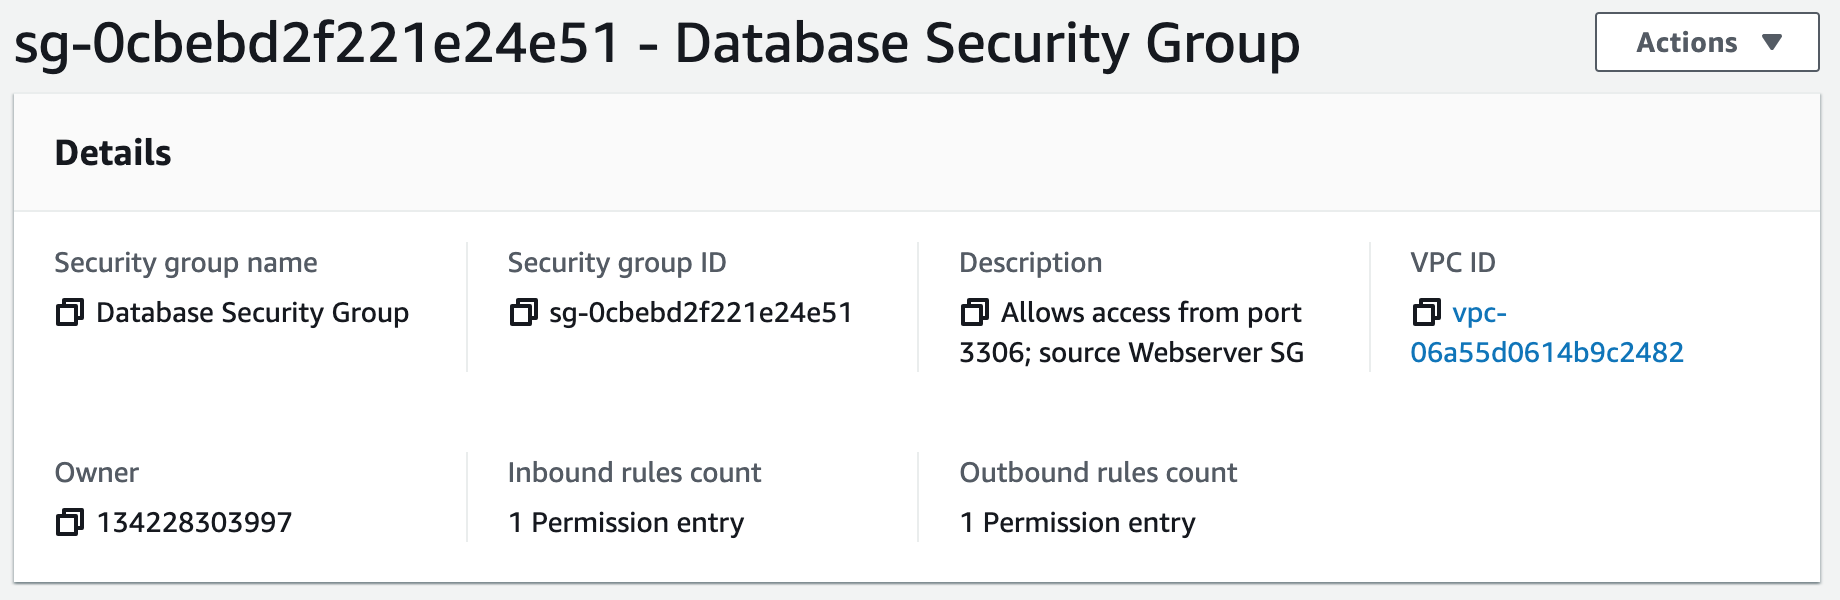 sg-0cbebd2f221e24e51 - Database Security Group
Actions
Details
Security group name
Database Security Group
Security group ID
sg-0cbebd2f221e24e51
Description
Allows access from port
3306; source Webserver SG
VPC ID
vpc-
06a55d0614b9c2482
Owner
134228303997
Inbound rules count
1 Permission entry
Outbound rules count
1 Permission entry